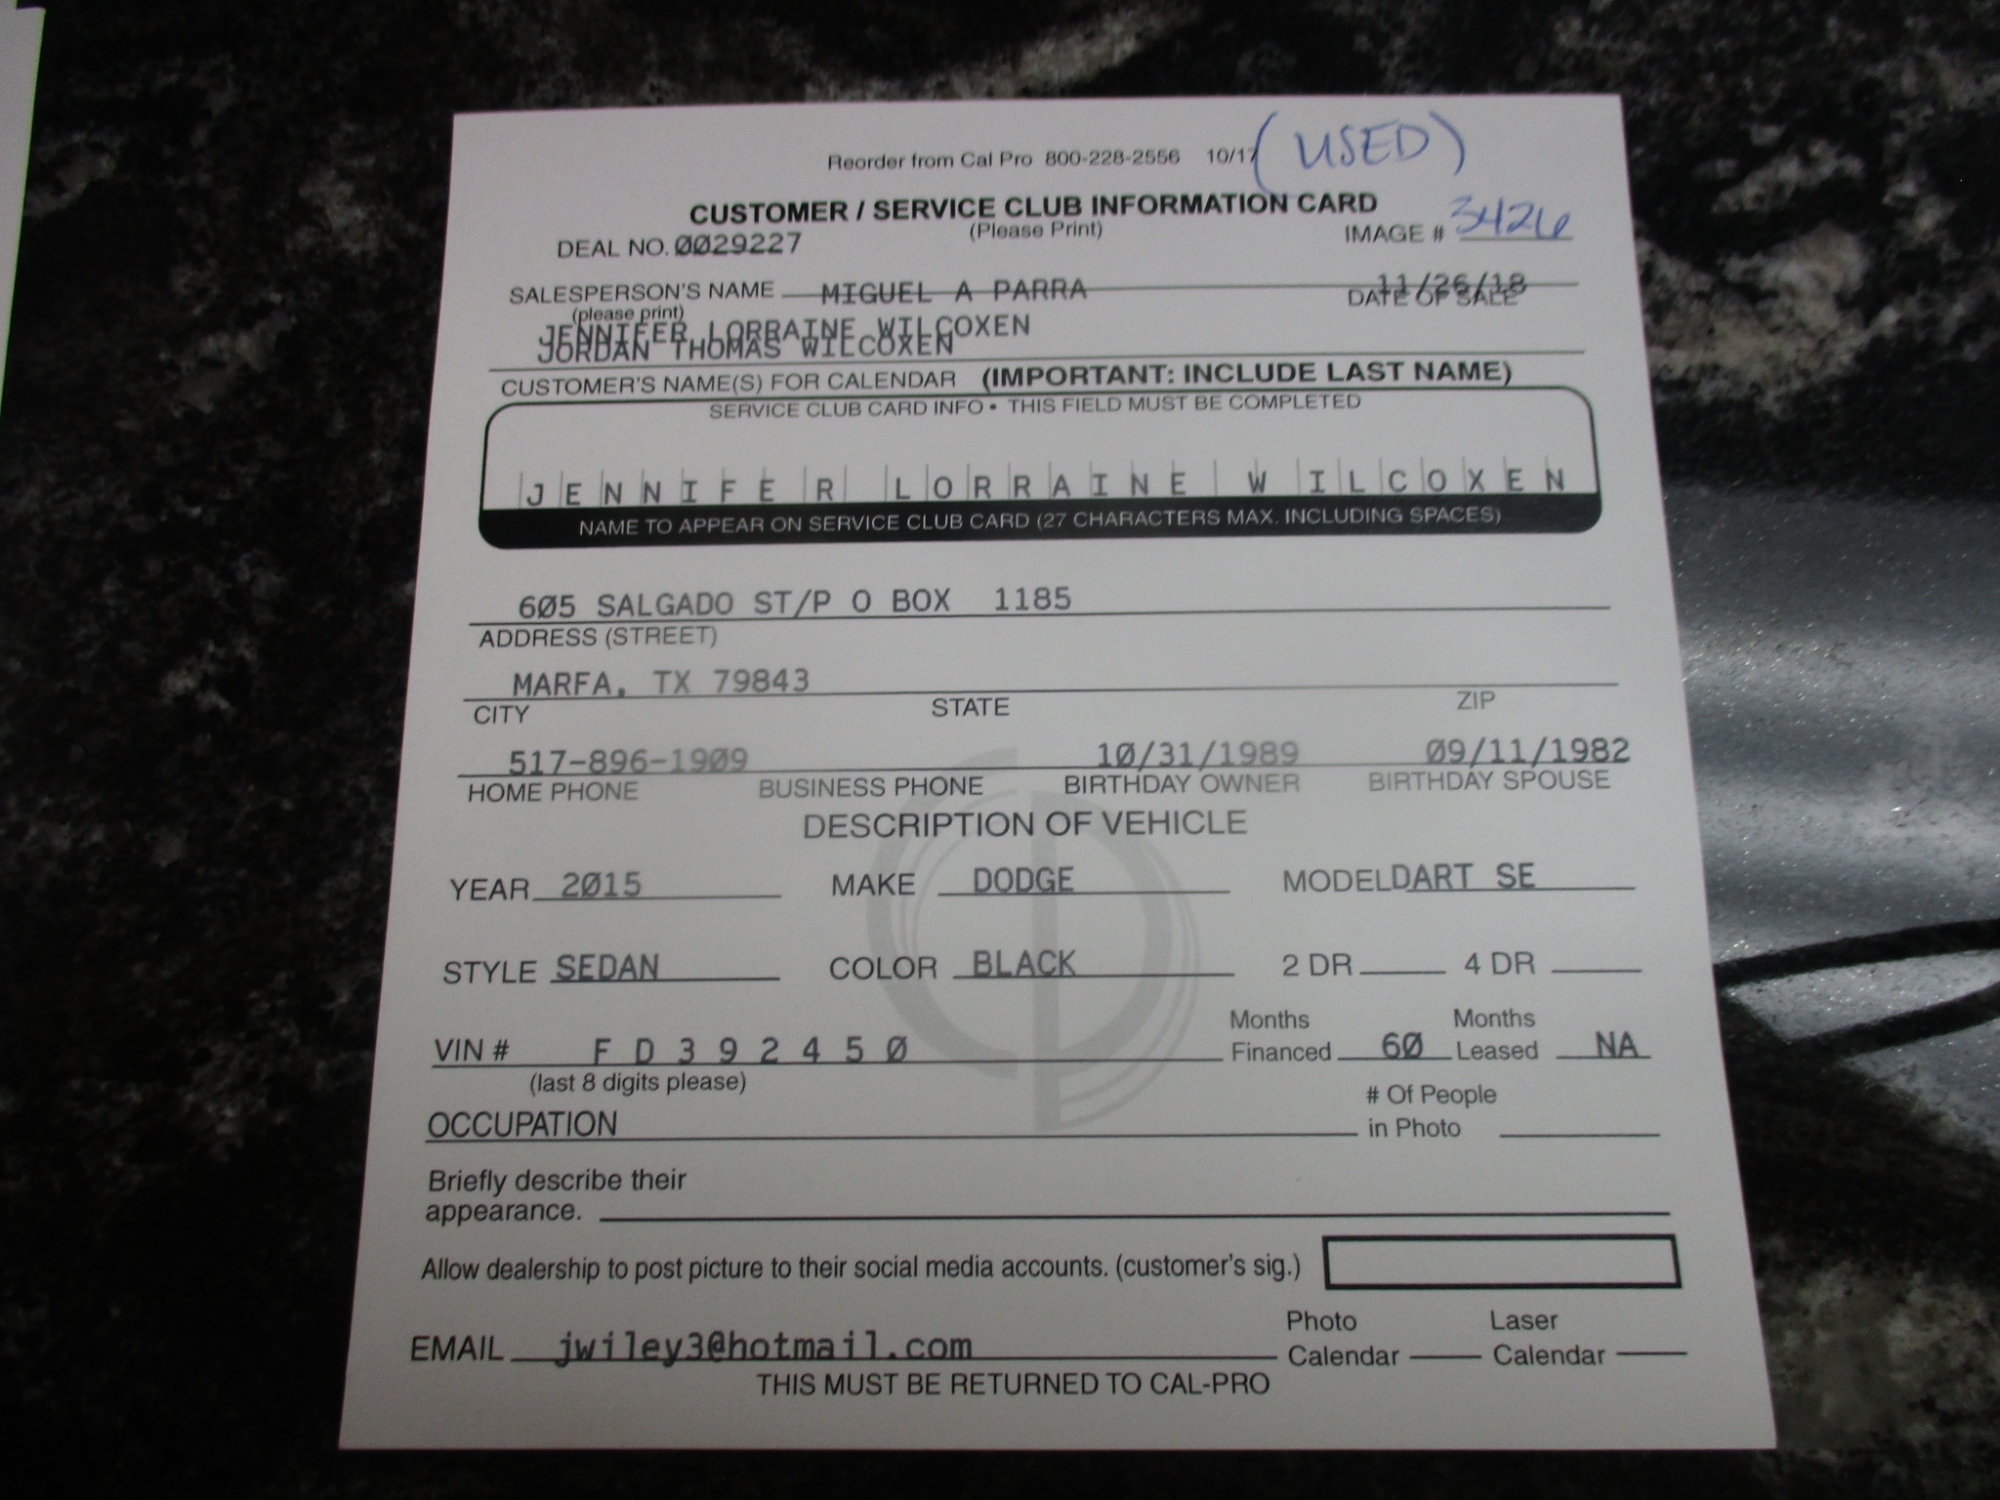 Reorder from Cal Pro 800-228-2556 10/17 (USED)
CUSTOMER / SERVICE CLUB INFORMATION CARD
(Please Print)
DEAL NO. 0029227
IMAGE # 3426
SALESPERSON'S NAME MIGUEL A PARRA
11/26/18
DATE OF SALE
(please print)
JENNIFER LORRAINE WILCOXEN
JORDAN THOMAS WILCOXEN
CUSTOMER'S NAME(S) FOR CALENDAR (IMPORTANT: INCLUDE LAST NAME)
SERVICE CLUB CARD INFO • THIS FIELD MUST BE COMPLETED
JENNIFER LORRAINE WILCOXEN
NAME TO APPEAR ON SERVICE CLUB CARD (27 CHARACTERS MAX. INCLUDING SPACES)
605 SALGADO ST/P O BOX 1185
ADDRESS (STREET)
MARFA, TX 79843
CITY STATE ZIP
517-896-1909 10/31/1989 09/11/1982
HOME PHONE BUSINESS PHONE BIRTHDAY OWNER BIRTHDAY SPOUSE
DESCRIPTION OF VEHICLE
YEAR 2015 MAKE DODGE MODEL DART SE
STYLE SEDAN COLOR BLACK 2 DR 4 DR
Months Months
VIN # F D 3 9 2 4 5 0 Financed 60 Leased NA
(last 8 digits please)
# Of People
OCCUPATION in Photo
Briefly describe their
appearance.
Allow dealership to post picture to their social media accounts. (customer's sig.)
Photo Laser
EMAIL jwiley3@hotmail.com Calendar Calendar
THIS MUST BE RETURNED TO CAL-PRO